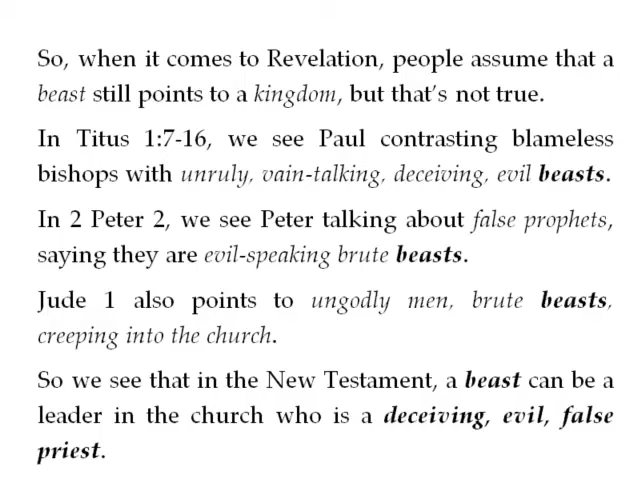 So, when it comes to Revelation, people assume that a
beast still points to a kingdom, but that's not true.
In Titus 1:7-16, we see Paul contrasting blameless
bishops with unruly, vain-talking, deceiving, evil beasts.
In 2 Peter 2, we see Peter talking about false prophets,
saying they are evil-speaking brute beasts.
Jude 1 also points to ungodly men, brute beasts,
creeping into the church.
So we see that in the New Testament, a beast can be a
leader in the church who is a deceiving, evil, false
priest.